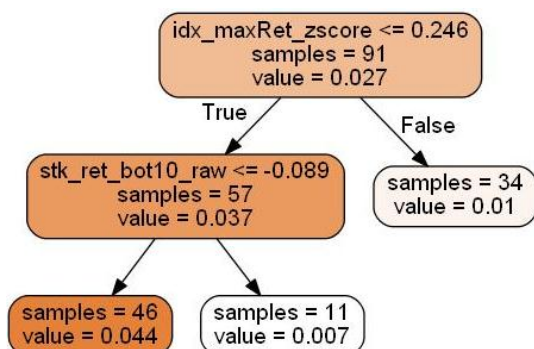 idx_maxRet_zscore <= 0.246
samples = 91
value = 0.027
True
False
stk_ret_bot10_raw <= -0.089
samples = 57
value = 0.037
samples = 34
value = 0.01
samples = 46
value = 0.044
samples = 11
value = 0.007